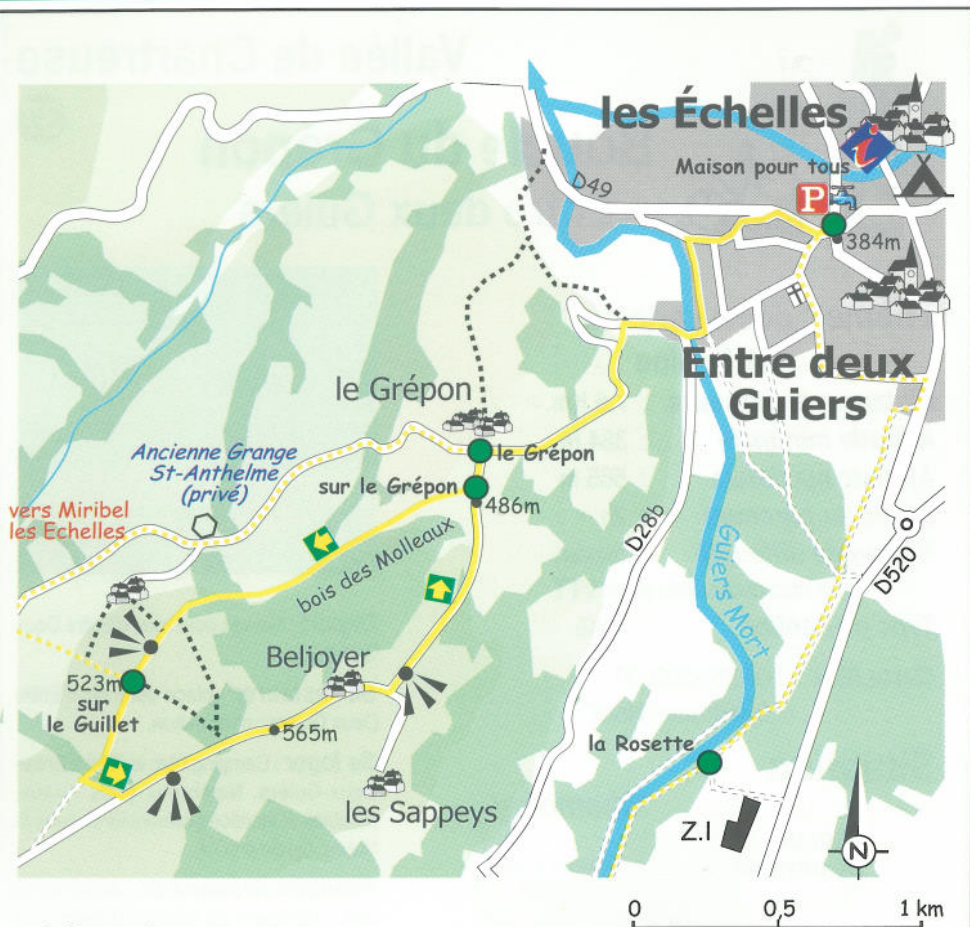 les Échelles
Maison pour tous
i
P
D49
384m
Entre deux
Guiers
le Grépon
le Grépon
Ancienne Grange
St-Anthelme
(privé)
sur le Grépon
486m
vers Miribel
les Echelles
bois des Molleaux
D28b
Guiers Mort
D520
Beljoyer
523m
sur
le Guillet
565m
la Rosette
les Sappeys
Z.I
N
0 0,5 1 km